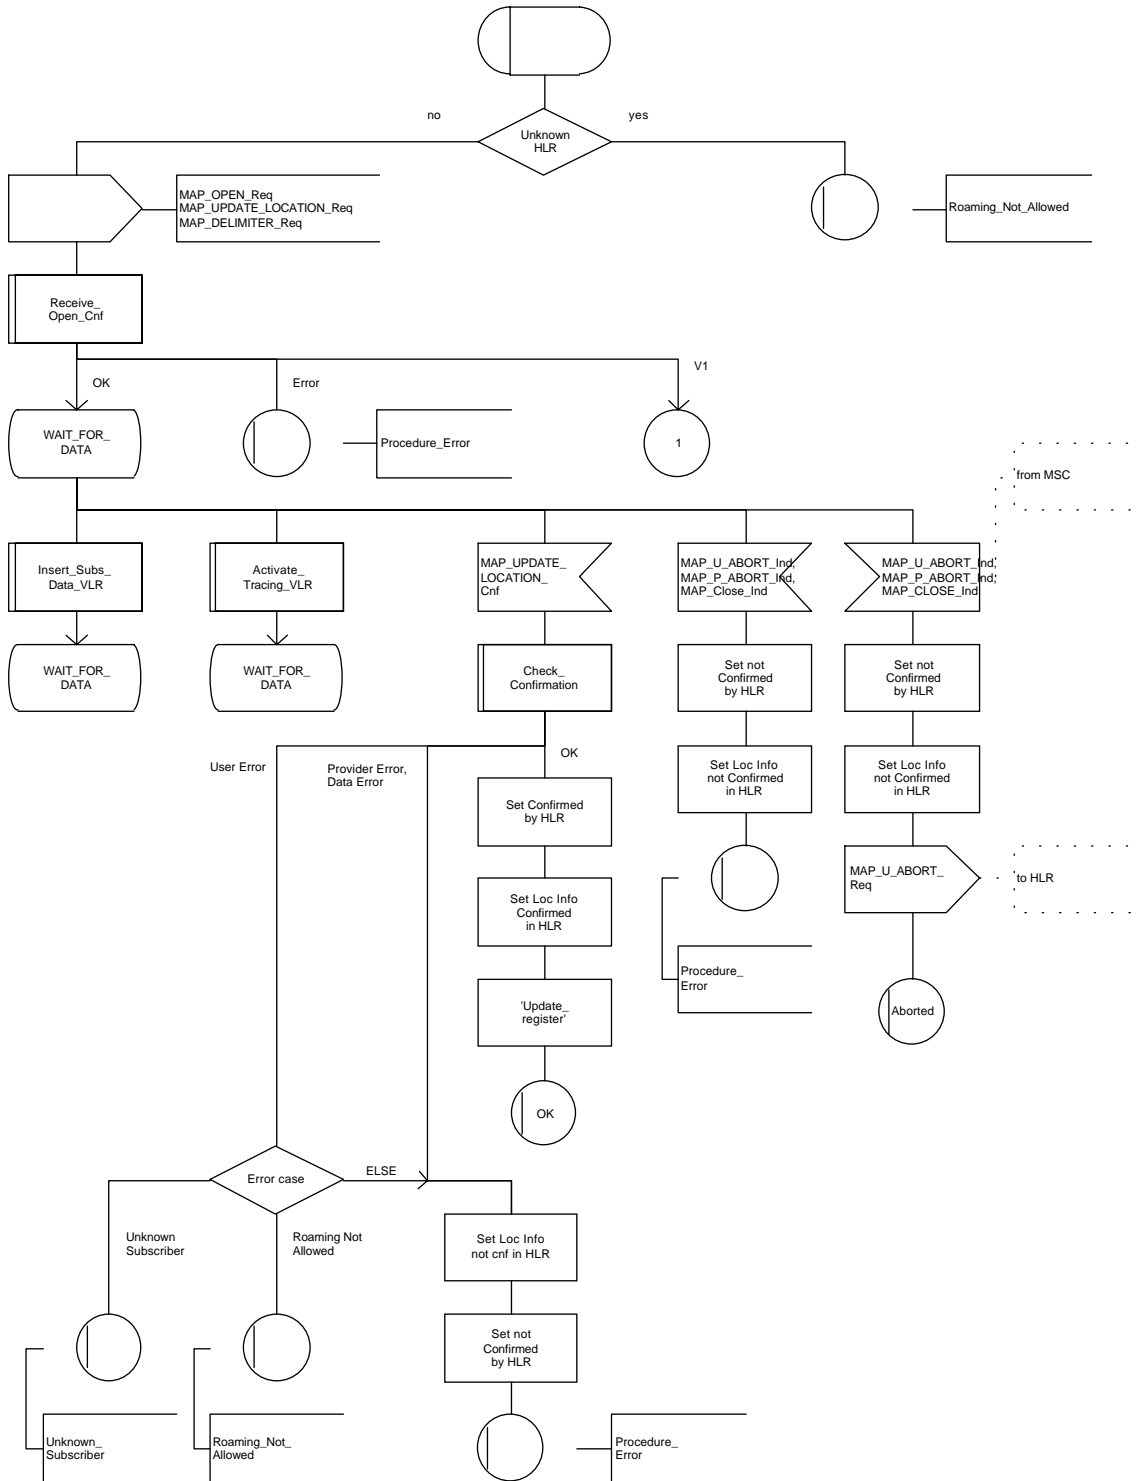 no
yes
Unknown
HLR
MAP_OPEN_Req
MAP_UPDATE_LOCATION_Req
MAP_DELIMITER_Req
Roaming_Not_Allowed
Receive_
Open_Cnf
OK
Error
V1
WAIT_FOR_
DATA
Procedure_Error
1
from MSC
Insert_Subs_
Data_VLR
Activate_
Tracing_VLR
MAP_UPDATE_
LOCATION_
Cnf
MAP_U_ABORT_Ind,
MAP_P_ABORT_Ind,
MAP_Close_Ind
MAP_U_ABORT_Ind,
MAP_P_ABORT_Ind,
MAP_CLOSE_Ind
WAIT_FOR_
DATA
WAIT_FOR_
DATA
Check_
Confirmation
Set not
Confirmed
by HLR
Set not
Confirmed
by HLR
User Error
Provider Error,
Data Error
OK
Set Confirmed
by HLR
Set Loc Info
not Confirmed
in HLR
Set Loc Info
not Confirmed
in HLR
Set Loc Info
Confirmed
in HLR
MAP_U_ABORT_
Req
to HLR
Procedure_
Error
'Update_
register'
Aborted
OK
Error case
ELSE
Unknown
Subscriber
Roaming Not
Allowed
Set Loc Info
not cnf in HLR
Set not
Confirmed
by HLR
Unknown_
Subscriber
Roaming_Not_
Allowed
Procedure_
Error